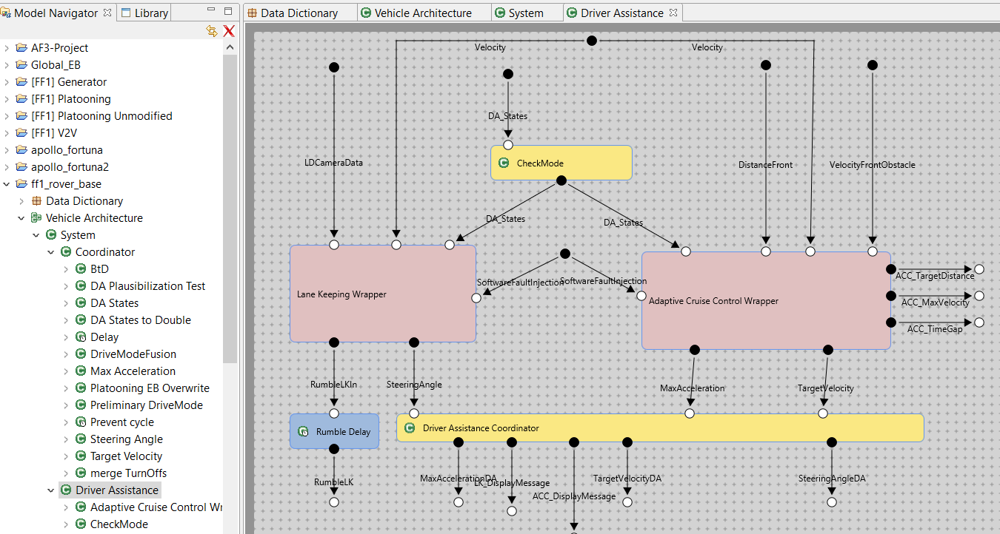 Model Navigator
Library
Data Dictionary
Vehicle Architecture
System
Driver Assistance
AF3-Project
Global_EB
[FF1] Generator
[FF1] Platooning
[FF1] Platooning Unmodified
[FF1] V2V
apollo_fortuna
apollo_fortuna2
ff1_rover_base
Data Dictionary
Vehicle Architecture
System
Coordinator
BtD
DA Plausibilization Test
DA States
DA States to Double
Delay
DriveModeFusion
Max Acceleration
Platooning EB Overwrite
Preliminary DriveMode
Prevent cycle
Steering Angle
Target Velocity
merge TurnOffs
Driver Assistance
Adaptive Cruise Control Wr
CheckMode
Velocity
Velocity
DA_States
LDCameraData
CheckMode
DistanceFront
VelocityFrontObstacle
DA_States
DA_States
SoftwareFaultInjection
SoftwareFaultInjection
Lane Keeping Wrapper
Adaptive Cruise Control Wrapper
ACC_TargetDistance
ACC_MaxVelocity
ACC_TimeGap
RumbleLKIn
SteeringAngle
MaxAcceleration
TargetVelocity
Rumble Delay
Driver Assistance Coordinator
RumbleLK
MaxAccelerationDA
LK_DisplayMessage
ACC_DisplayMessage
TargetVelocityDA
SteeringAngleDA